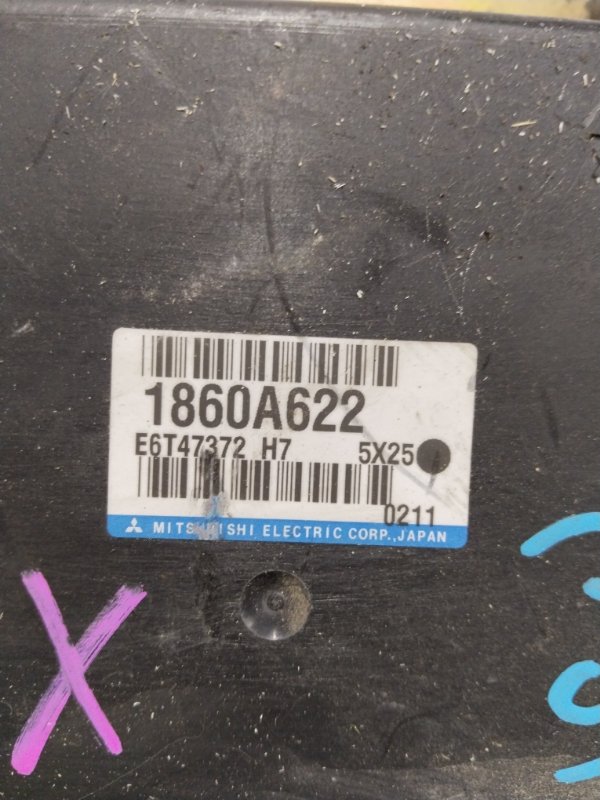 1860A622
E6T47372 H7 5X25
0211
MITSUBISHI ELECTRIC CORP., JAPAN
X